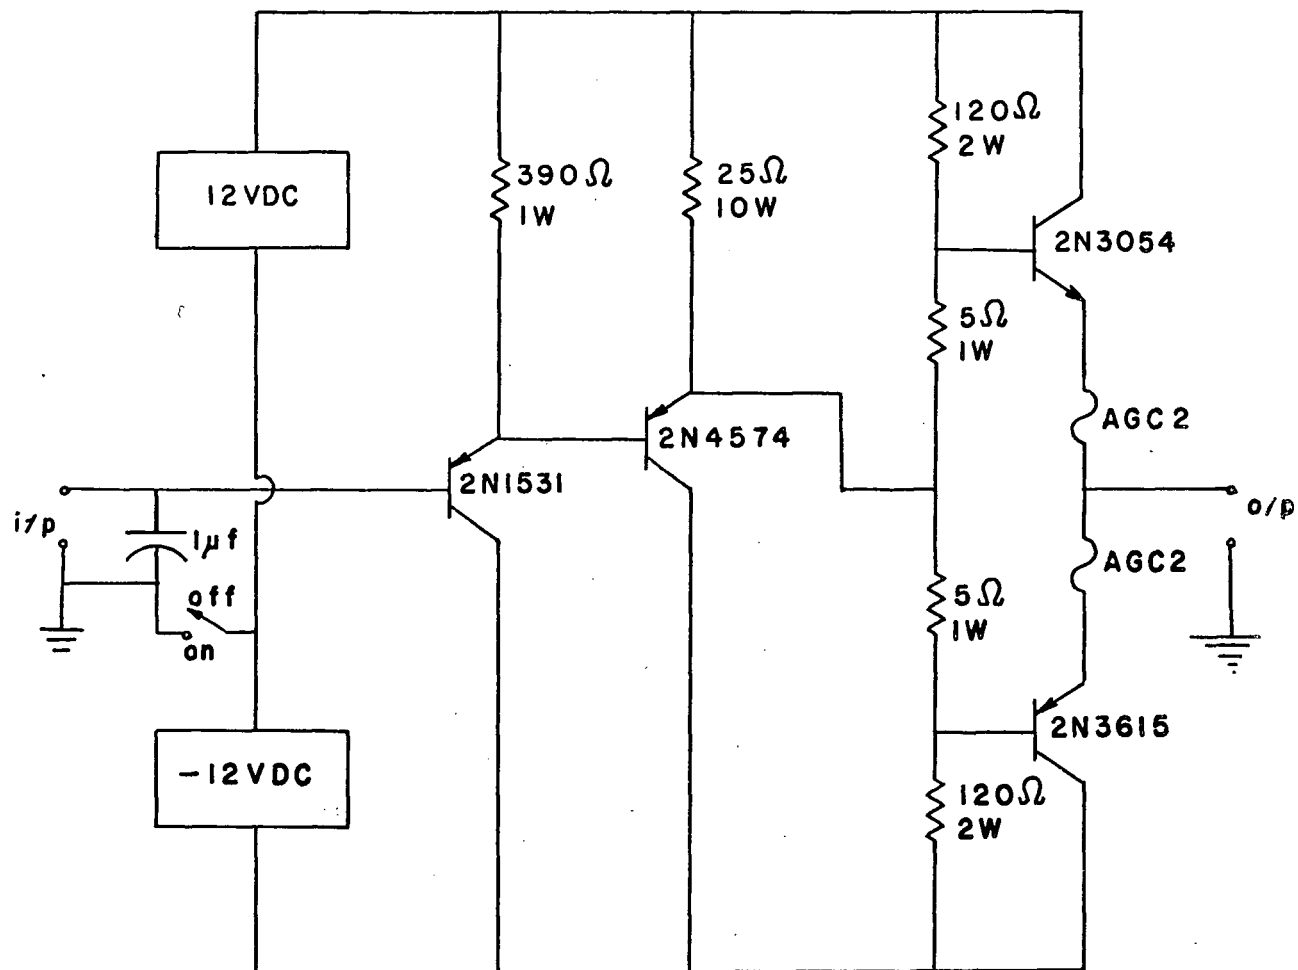 12VDC
390Ω
1W
25Ω
10W
120Ω
2W
2N3054
5Ω
1W
AGC2
2N4574
2N1531
i/p
1μf
off
on
o/p
5Ω
1W
AGC2
2N3615
-12VDC
120Ω
2W